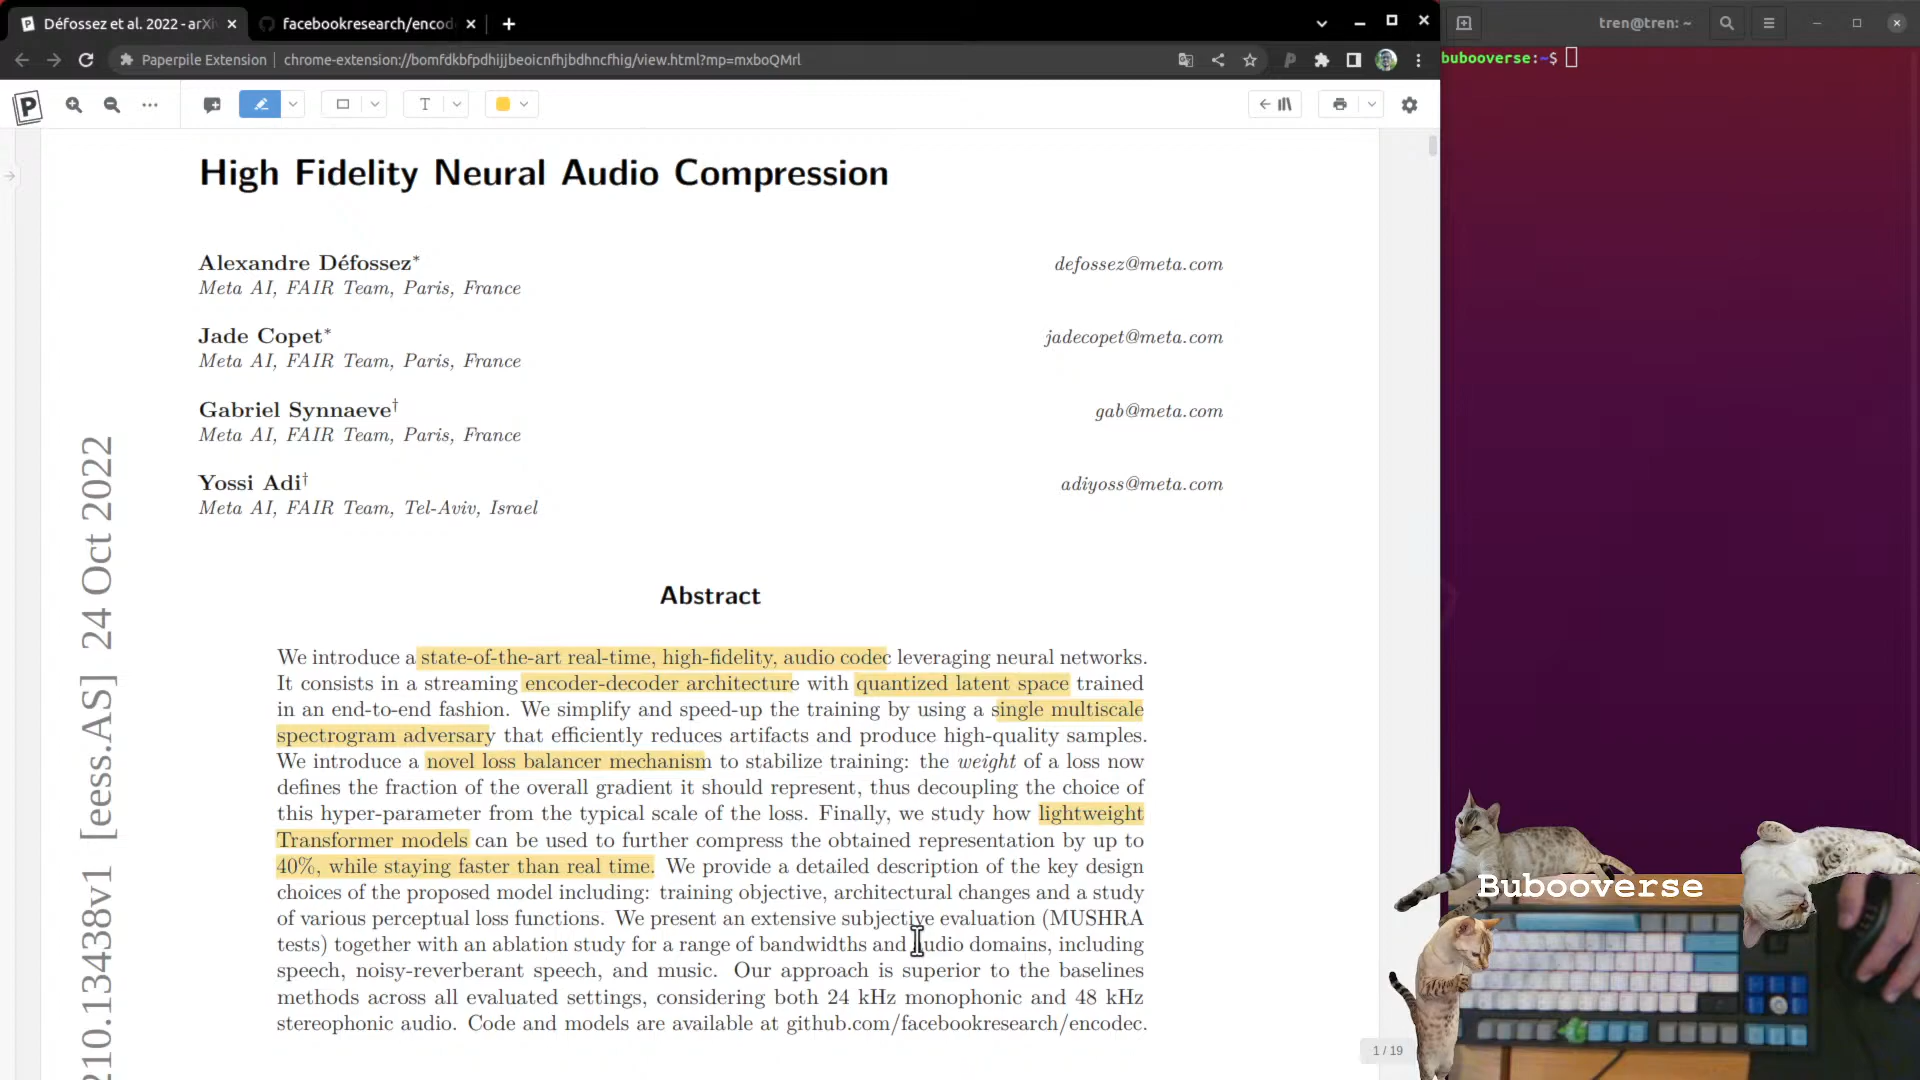 Défossez et al. 2022 - arXi
facebookresearch/encod
tren@tren: ~
Paperpile Extension
chrome-extension://bomfdkbfpdhijjbeoicnfhjbdhncfhig/view.html?mp=mxboQMrl
bubooverse:~$
High Fidelity Neural Audio Compression
Alexandre Défossez* defossez@meta.com
Meta AI, FAIR Team, Paris, France
Jade Copet* jadecopet@meta.com
Meta AI, FAIR Team, Paris, France
Gabriel Synnaeve† gab@meta.com
Meta AI, FAIR Team, Paris, France
Yossi Adi† adiyoss@meta.com
Meta AI, FAIR Team, Tel-Aviv, Israel
210.13438v1 [eess.AS] 24 Oct 2022
Abstract
We introduce a state-of-the-art real-time, high-fidelity, audio codec leveraging neural networks.
It consists in a streaming encoder-decoder architecture with quantized latent space trained
in an end-to-end fashion. We simplify and speed-up the training by using a single multiscale
spectrogram adversary that efficiently reduces artifacts and produce high-quality samples.
We introduce a novel loss balancer mechanism to stabilize training: the weight of a loss now
defines the fraction of the overall gradient it should represent, thus decoupling the choice of
this hyper-parameter from the typical scale of the loss. Finally, we study how lightweight
Transformer models can be used to further compress the obtained representation by up to
40%, while staying faster than real time. We provide a detailed description of the key design
choices of the proposed model including: training objective, architectural changes and a study
of various perceptual loss functions. We present an extensive subjective evaluation (MUSHRA
tests) together with an ablation study for a range of bandwidths and audio domains, including
speech, noisy-reverberant speech, and music. Our approach is superior to the baselines
methods across all evaluated settings, considering both 24 kHz monophonic and 48 kHz
stereophonic audio. Code and models are available at github.com/facebookresearch/encodec.
1 / 19
Bubooverse